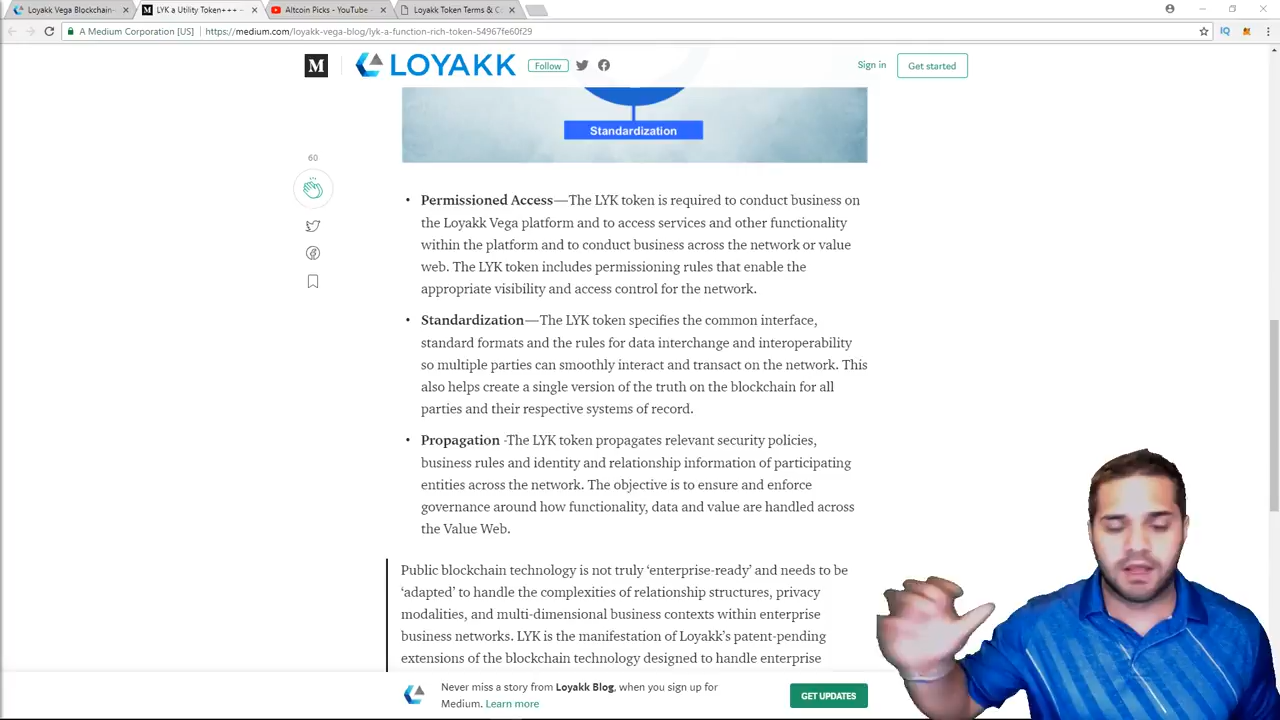 Loyakk Vega Blockchain-
LYK a Utility Token+++ –
Altcoin Picks - YouTube
Loyakk Token Terms & Co
A Medium Corporation [US]
https://medium.com/loyakk-vega-blog/lyk-a-function-rich-token-54967fe60f29
M
LOYAKK
Follow
Sign in
Get started
Standardization
60
• Permissioned Access—The LYK token is required to conduct business on
the Loyakk Vega platform and to access services and other functionality
within the platform and to conduct business across the network or value
web. The LYK token includes permissioning rules that enable the
appropriate visibility and access control for the network.
• Standardization—The LYK token specifies the common interface,
standard formats and the rules for data interchange and interoperability
so multiple parties can smoothly interact and transact on the network. This
also helps create a single version of the truth on the blockchain for all
parties and their respective systems of record.
• Propagation -The LYK token propagates relevant security policies,
business rules and identity and relationship information of participating
entities across the network. The objective is to ensure and enforce
governance around how functionality, data and value are handled across
the Value Web.
Public blockchain technology is not truly ‘enterprise-ready’ and needs to be
‘adapted’ to handle the complexities of relationship structures, privacy
modalities, and multi-dimensional business contexts within enterprise
business networks. LYK is the manifestation of Loyakk’s patent-pending
extensions of the blockchain technology designed to handle enterprise
Never miss a story from Loyakk Blog, when you sign up for
Medium. Learn more
GET UPDATES